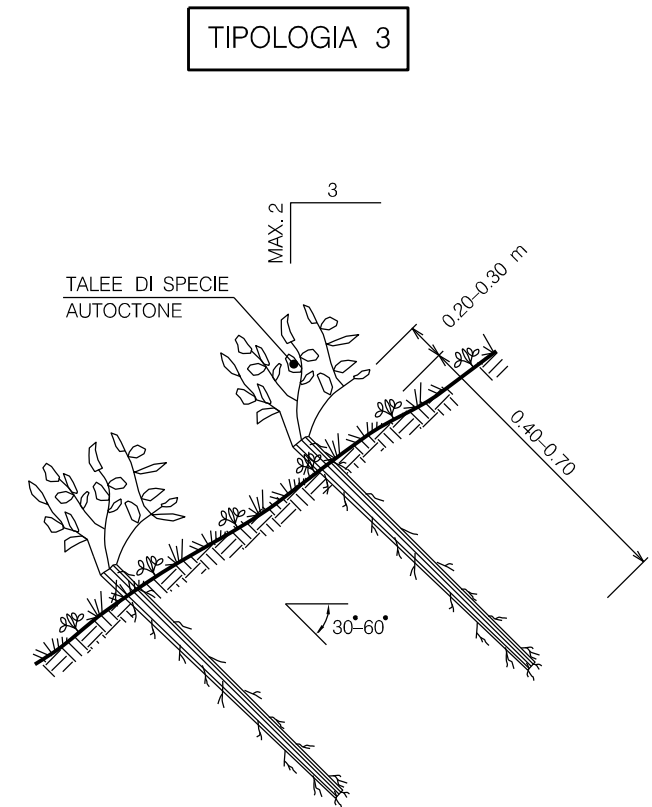 TIPOLOGIA 3
3
MAX. 2
TALEE DI SPECIE
AUTOCTONE
0.20-0.30 m
0.40-0.70
30°-60°